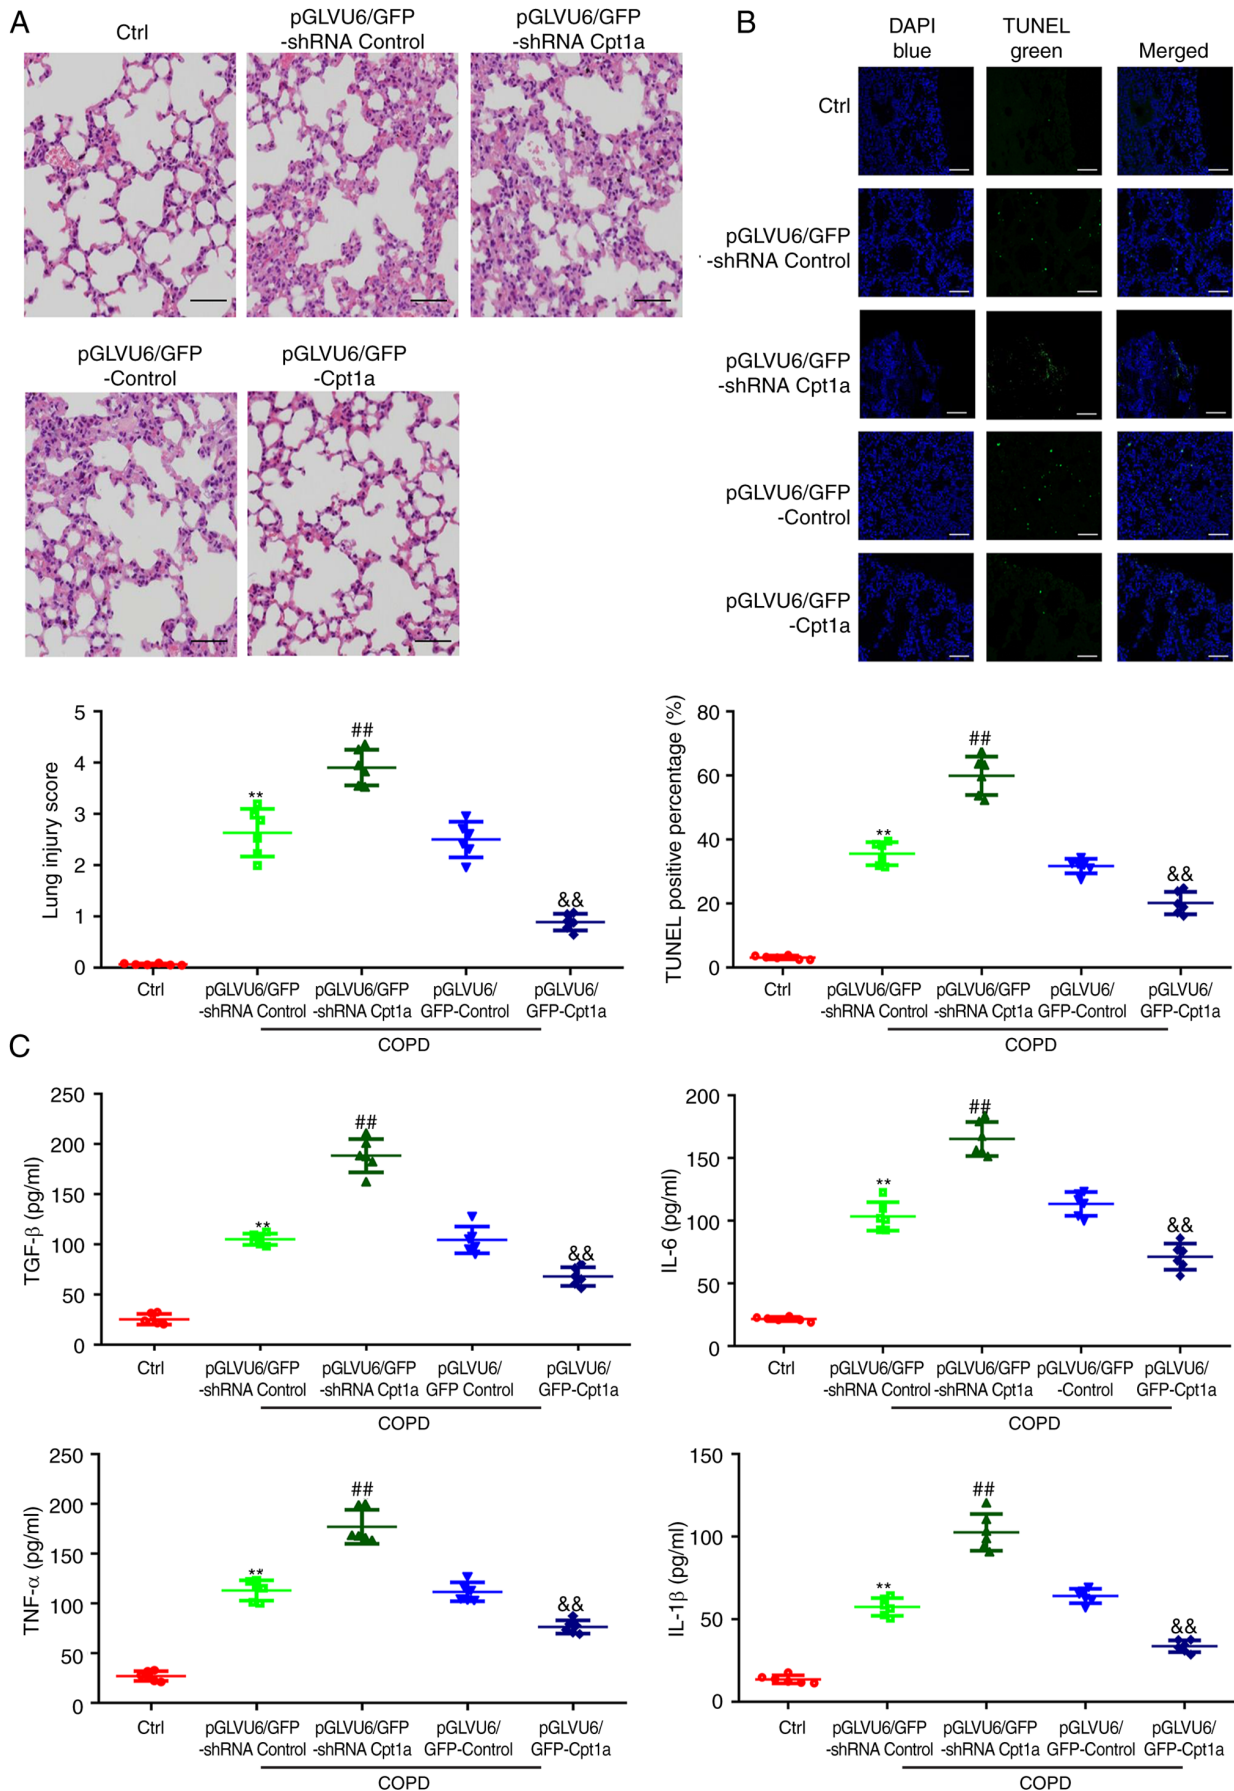 A
Ctrl
pGLVU6/GFP
-shRNA Control
pGLVU6/GFP
-shRNA Cpt1a
pGLVU6/GFP
-Control
pGLVU6/GFP
-Cpt1a
B
DAPI
blue
TUNEL
green
Merged
Ctrl
pGLVU6/GFP
-shRNA Control
pGLVU6/GFP
-shRNA Cpt1a
pGLVU6/GFP
-Control
pGLVU6/GFP
-Cpt1a
Lung injury score
5
4
3
2
1
0
**
##
&&
Ctrl
pGLVU6/GFP
-shRNA Control
pGLVU6/GFP
-shRNA Cpt1a
pGLVU6/
GFP-Control
pGLVU6/
GFP-Cpt1a
COPD
TUNEL positive percentage (%)
80
60
40
20
0
**
##
&&
Ctrl
pGLVU6/GFP
-shRNA Control
pGLVU6/GFP
-shRNA Cpt1a
pGLVU6/
GFP-Control
pGLVU6/
GFP-Cpt1a
COPD
C
TGF-β (pg/ml)
250
200
150
100
50
0
**
##
&&
Ctrl
pGLVU6/GFP
-shRNA Control
pGLVU6/GFP
-shRNA Cpt1a
pGLVU6/
GFP Control
pGLVU6/
GFP-Cpt1a
COPD
IL-6 (pg/ml)
200
150
100
50
0
**
##
&&
Ctrl
pGLVU6/GFP
-shRNA Control
pGLVU6/GFP
-shRNA Cpt1a
pGLVU6/GFP
-Control
pGLVU6/
GFP-Cpt1a
COPD
TNF-α (pg/ml)
250
200
150
100
50
0
**
##
&&
Ctrl
pGLVU6/GFP
-shRNA Control
pGLVU6/GFP
-shRNA Cpt1a
pGLVU6/
GFP-Control
pGLVU6/
GFP-Cpt1a
COPD
IL-1β (pg/ml)
150
100
50
0
**
##
&&
Ctrl
pGLVU6/GFP
-shRNA Control
pGLVU6/GFP
-shRNA Cpt1a
pGLVU6/
GFP-Control
pGLVU6/
GFP-Cpt1a
COPD